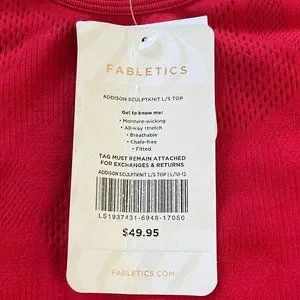 FABLETICS
ADDISON SCULPTKNIT L/S TOP
Get to know me:
• Moisture-wicking
• All-way stretch
• Breathable
• Chafe-free
• Fitted
TAG MUST REMAIN ATTACHED
FOR EXCHANGES & RETURNS
ADDISON SCULPTKNIT L/S TOP | L/10-12
LS1937431-6948-17050
$49.95
FABLETICS.COM